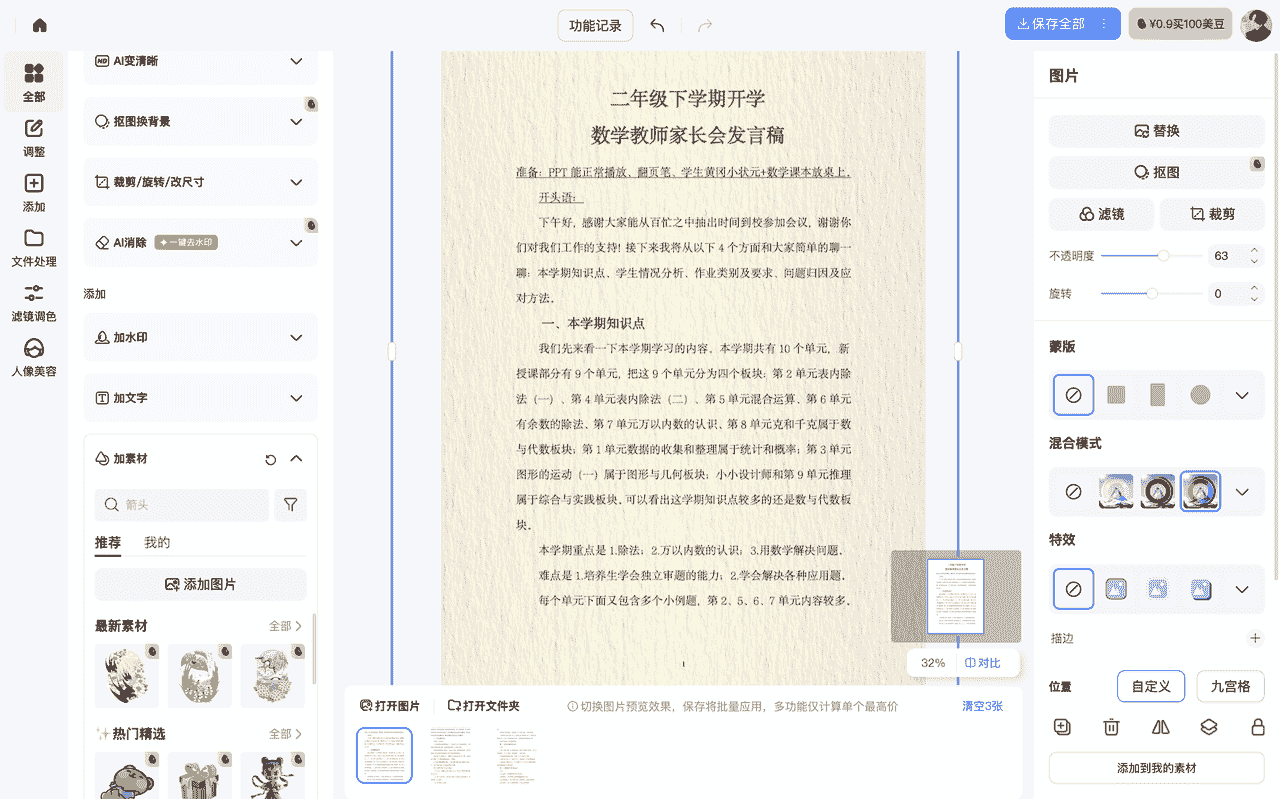 功能记录
保存全部
¥0.9买100美豆
全部
调整
添加
文件处理
滤镜调色
人像美容
AI变清晰
抠图换背景
裁剪/旋转/改尺寸
AI消除 一键去水印
添加
加水印
加文字
加素材
箭头
推荐 我的
添加图片
最新素材 全部
热门精选 全部
二年级下学期开学
数学教师家长会发言稿
准备：PPT能正常播放、翻页笔、学生黄冈小状元+数学课本放桌上。
开头语：
下午好，感谢大家能从百忙之中抽出时间到校参加会议，谢谢你
们对我们工作的支持！接下来我将从以下4个方面和大家简单的聊一
聊：本学期知识点、学生情况分析、作业类别及要求、问题归因及应
对方法。
一、本学期知识点
我们先来看一下本学期学习的内容。本学期共有10个单元，新
授课部分有9个单元，把这9个单元分为四个板块：第2单元表内除
法（一）、第4单元表内除法（二）、第5单元混合运算、第6单元
有余数的除法、第7单元万以内数的认识、第8单元克和千克属于数
与代数板块；第1单元数据的收集和整理属于统计和概率；第3单元
图形的运动（一）属于图形与几何板块；小小设计师和第9单元推理
属于综合与实践板块。可以看出这学期知识点较多的还是数与代数板
块。
本学期重点是1.除法；2.万以内数的认识；3.用数学解决问题。
难点是1.培养生学会独立审题的能力；2.学会解决各种应用题。
每个单元下面又包含多个小例题，第2、5、6、7单元内容较多。
1
32% 对比
打开图片 打开文件夹 切换图片预览效果，保存将批量应用，多功能仅计算单个最高价 清空3张
图片
替换
抠图
滤镜 裁剪
不透明度 63
旋转 0
蒙版
混合模式
特效
描边
位置 自定义 九宫格
添加到我的素材